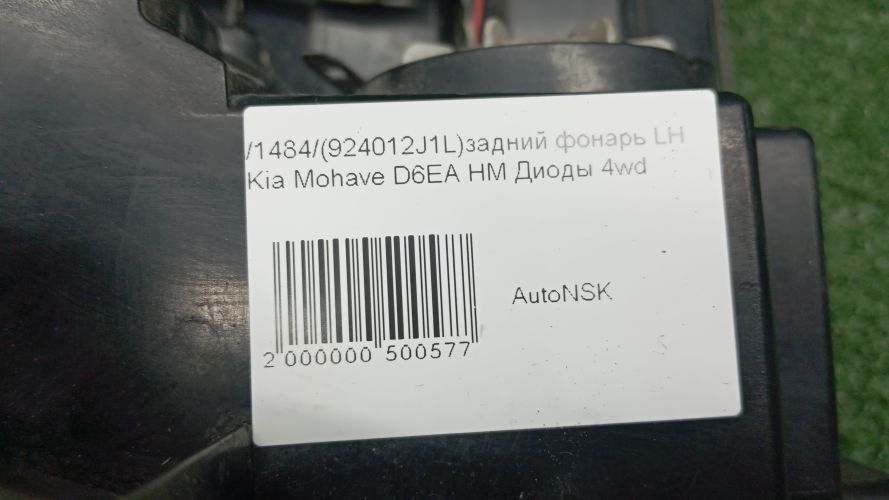 /1484/(924012J1L)задний фонарь LH
Kia Mohave D6EA HM Диоды 4wd
AutoNSK
2 000000 500577